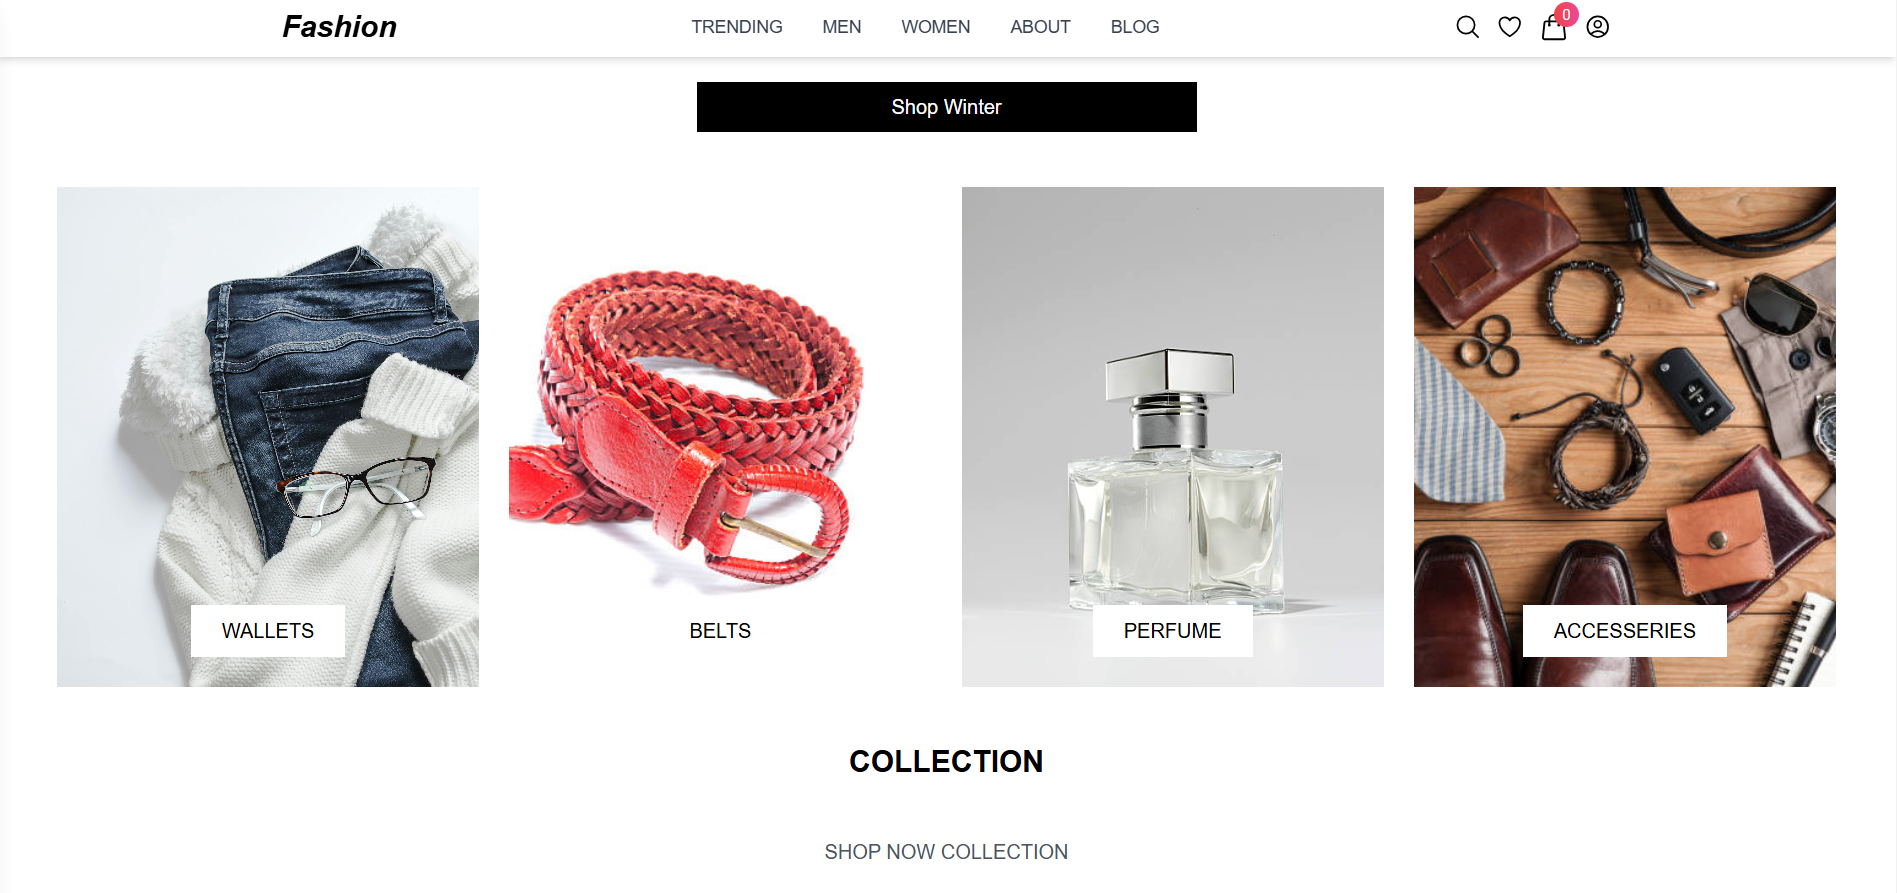 Fashion
TRENDING MEN WOMEN ABOUT BLOG
0
Shop Winter
WALLETS
BELTS
PERFUME
ACCESSERIES
COLLECTION
SHOP NOW COLLECTION